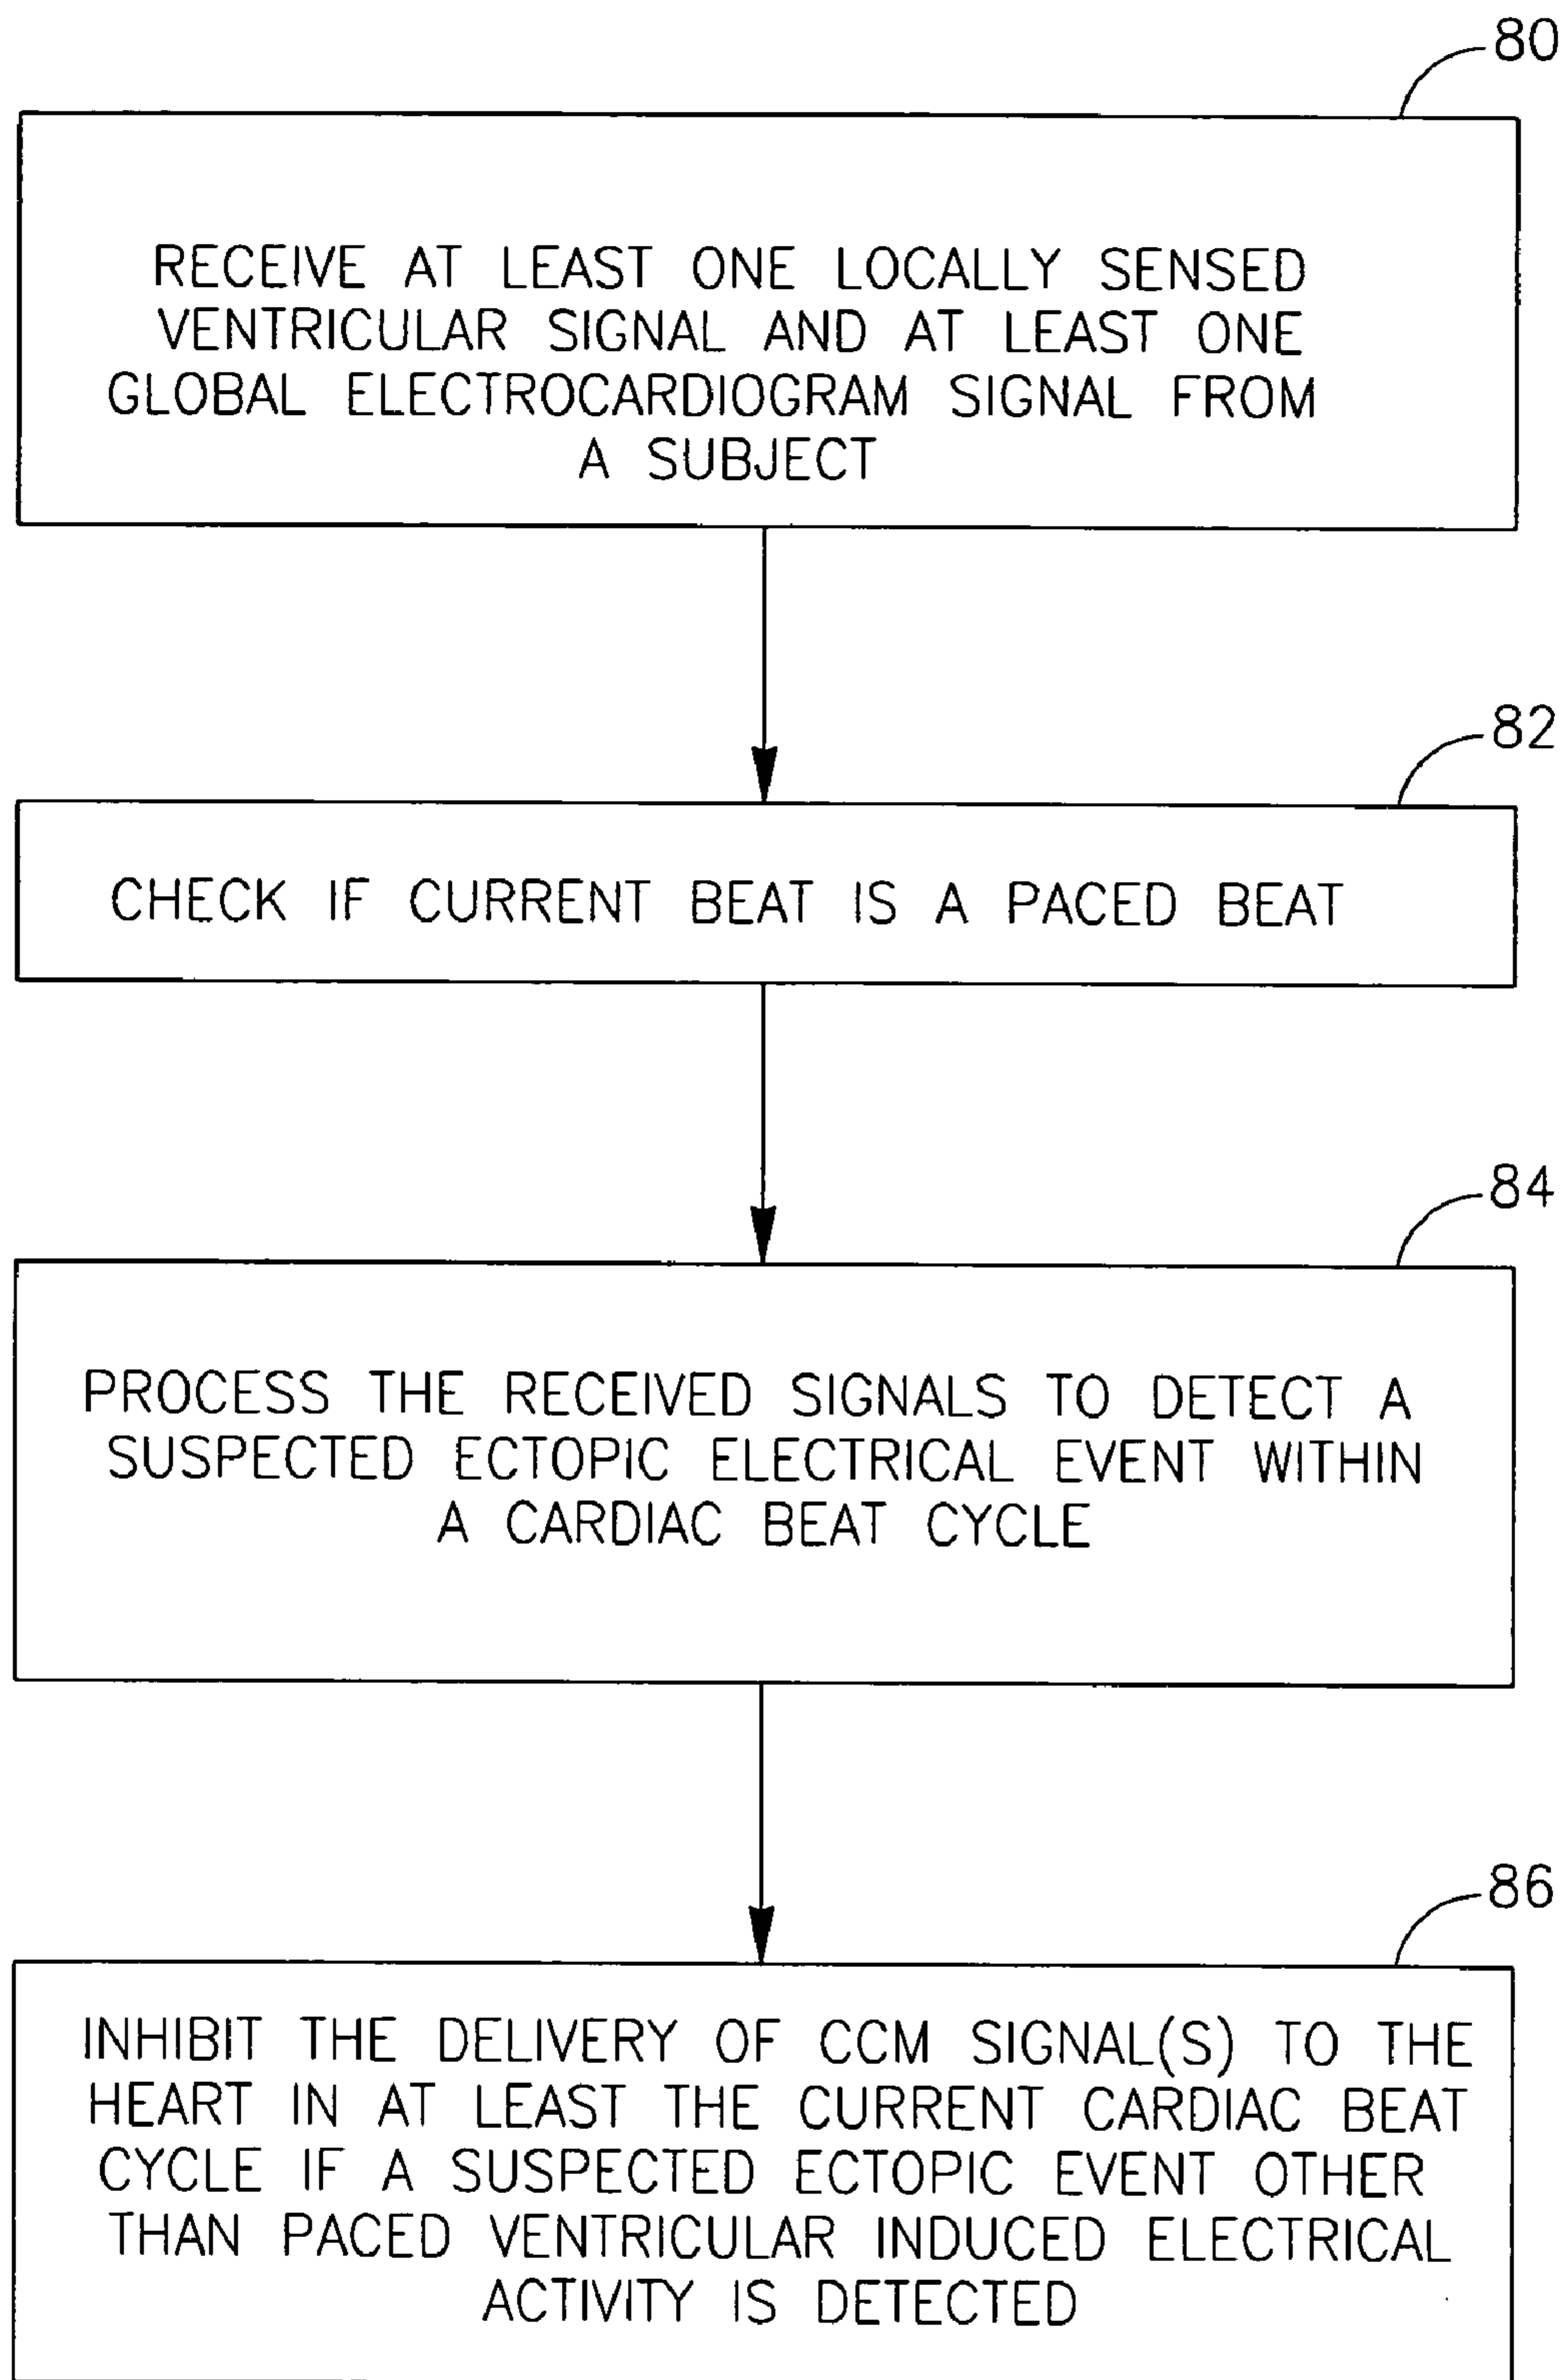 80
RECEIVE AT LEAST ONE LOCALLY SENSED
VENTRICULAR SIGNAL AND AT LEAST ONE
GLOBAL ELECTROCARDIOGRAM SIGNAL FROM
A SUBJECT
82
CHECK IF CURRENT BEAT IS A PACED BEAT
84
PROCESS THE RECEIVED SIGNALS TO DETECT A
SUSPECTED ECTOPIC ELECTRICAL EVENT WITHIN
A CARDIAC BEAT CYCLE
86
INHIBIT THE DELIVERY OF CCM SIGNAL(S) TO THE
HEART IN AT LEAST THE CURRENT CARDIAC BEAT
CYCLE IF A SUSPECTED ECTOPIC EVENT OTHER
THAN PACED VENTRICULAR INDUCED ELECTRICAL
ACTIVITY IS DETECTED